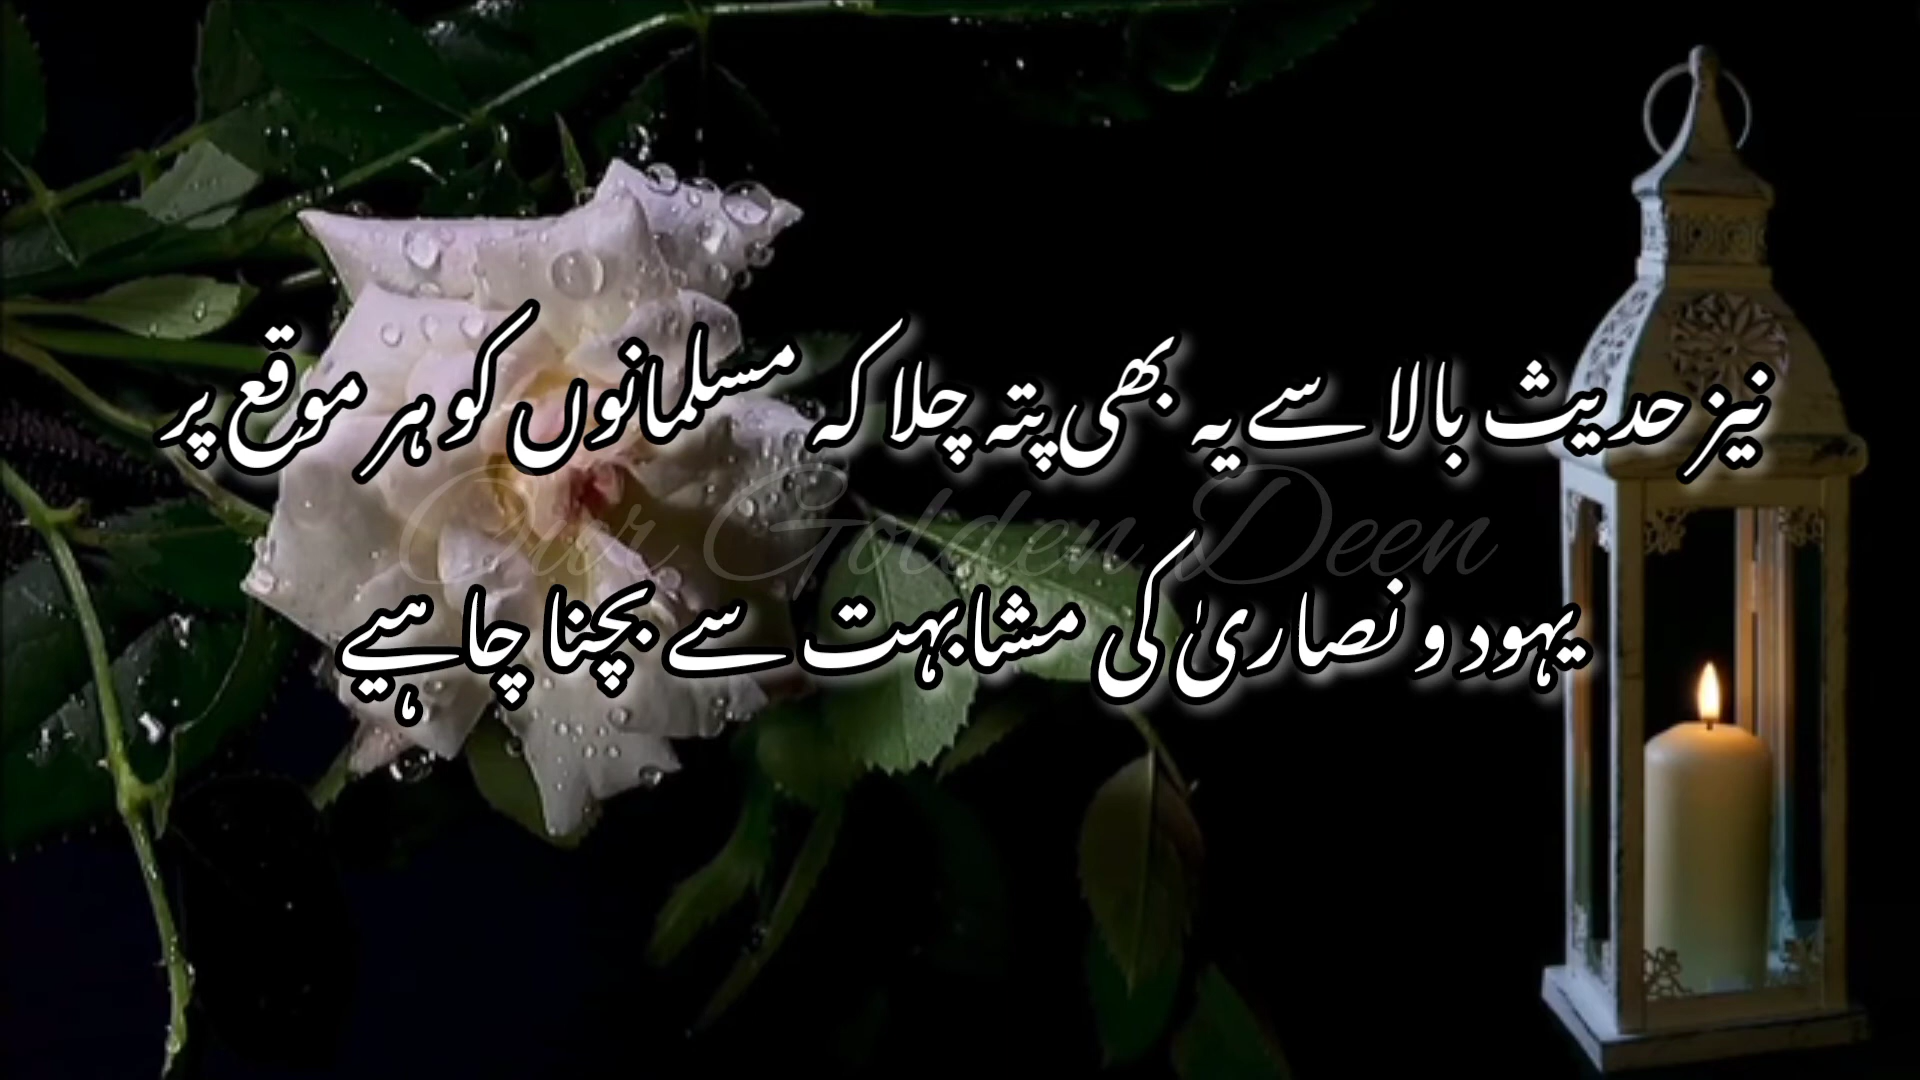 نیز حدیث بالا سے یہ بھی پتہ چلا کہ مسلمانوں کو ہر موقع پر
Our Golden Deen
یہود و نصاریٰ کی مشابہت سے بچنا چاہیے